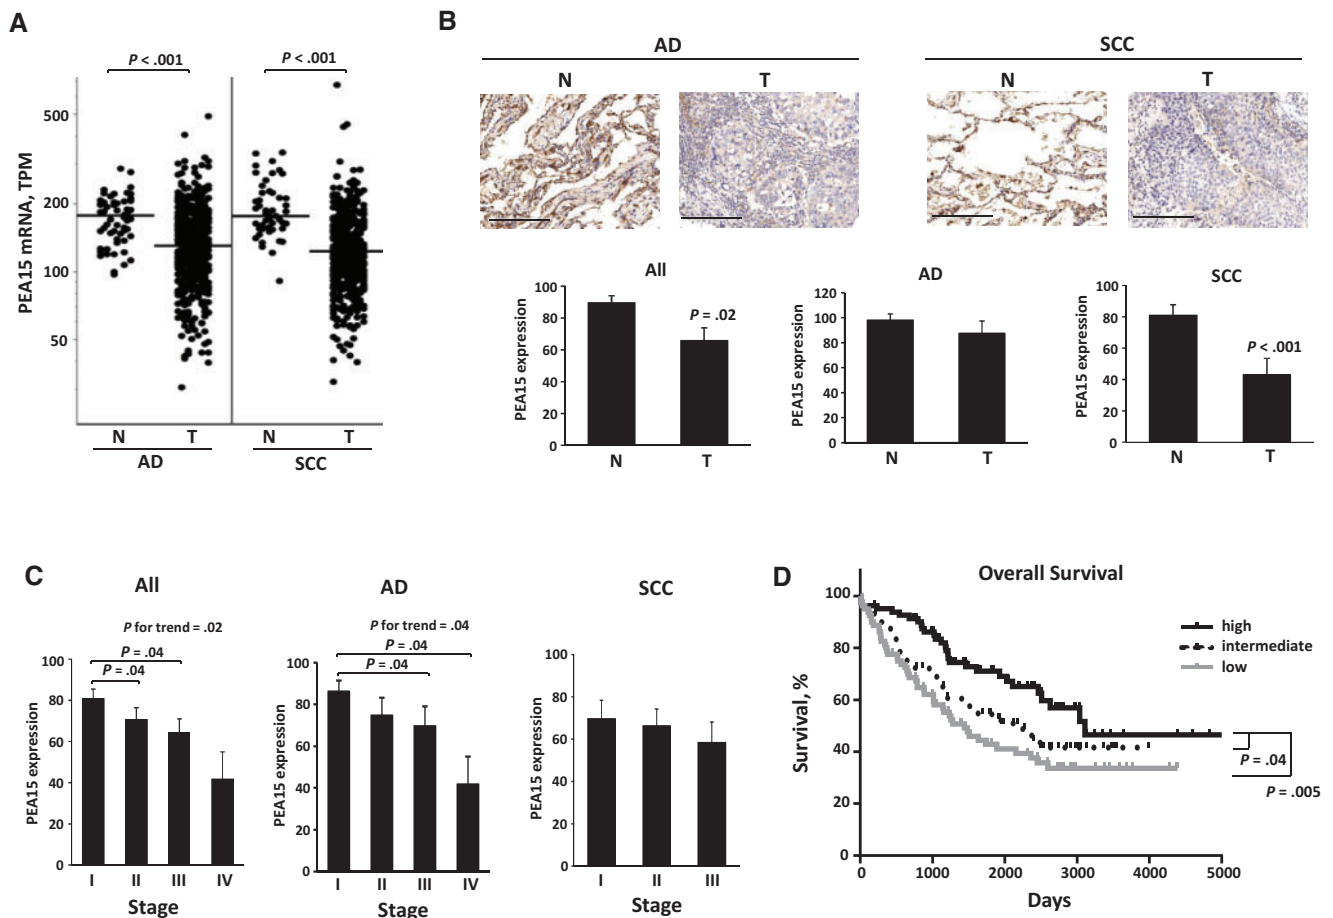 A
P < .001
P < .001
PEA15 mRNA, TPM
500
200
100
50
N
T
N
T
AD
SCC
B
AD
SCC
N
T
N
T
All
PEA15 expression
100
80
60
40
20
0
P = .02
N
T
AD
PEA15 expression
120
100
80
60
40
20
0
N
T
SCC
PEA15 expression
100
80
60
40
20
0
P < .001
N
T
C
All
P for trend = .02
P = .04
P = .04
PEA15 expression
100
80
60
40
20
0
I
II
III
IV
Stage
AD
P for trend = .04
P = .04
P = .04
PEA15 expression
100
80
60
40
20
0
I
II
III
IV
Stage
SCC
PEA15 expression
100
80
60
40
20
0
I
II
III
Stage
D
Overall Survival
high
intermediate
low
Survival, %
100
80
60
40
20
0
0
1000
2000
3000
4000
5000
Days
P = .04
P = .005